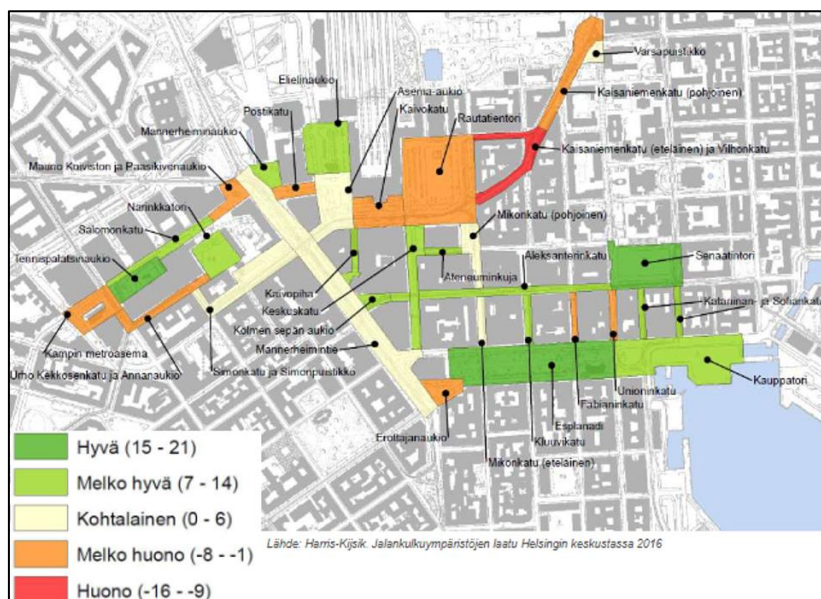 Varsapuistikko
Elielinaukio
Asema-aukio
Kaivokatu
Kaisaniemenkatu (pohjoinen)
Postikatu
Rautatientori
Mannerheiminaukio
Kaisaniemenkatu (eteläinen) ja Vilhonkatu
Mauno Koiviston ja Paasikivenaukio
Narinkkatori
Mikonkatu (pohjoinen)
Salomonkatu
Aleksanterinkatu
Senaatintori
Tennispalatsinaukio
Ateneuminkuja
Kaivopiha
Keskuskatu
Katariinan- ja Sofiankatu
Kolmen sepän aukio
Mannerheimintie
Kampin metroasema
Simonkatu ja Simonpuistikko
Urho Kekkosenkatu ja Annanaukio
Unioninkatu
Kauppatori
Fabianinkatu
Esplanadi
Erottajanaukio
Kluuvikatu
Mikonkatu (eteläinen)
Hyvä (15 - 21)
Melko hyvä (7 - 14)
Kohtalainen (0 - 6)
Melko huono (-8 - -1)
Huono (-16 - -9)
Lähde: Harris-Kjisik. Jalankulkuympäristöjen laatu Helsingin keskustassa 2016